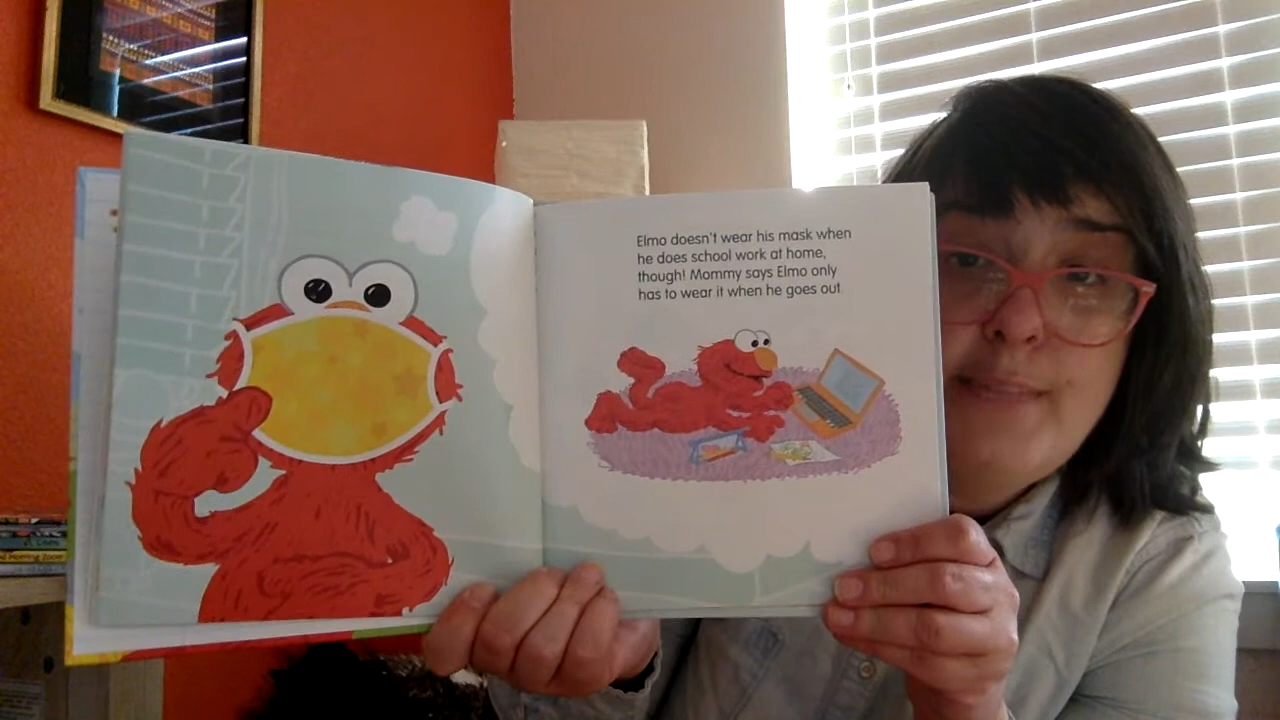 Elmo doesn't wear his mask when
he does school work at home,
though! Mommy says Elmo only
has to wear it when he goes out.